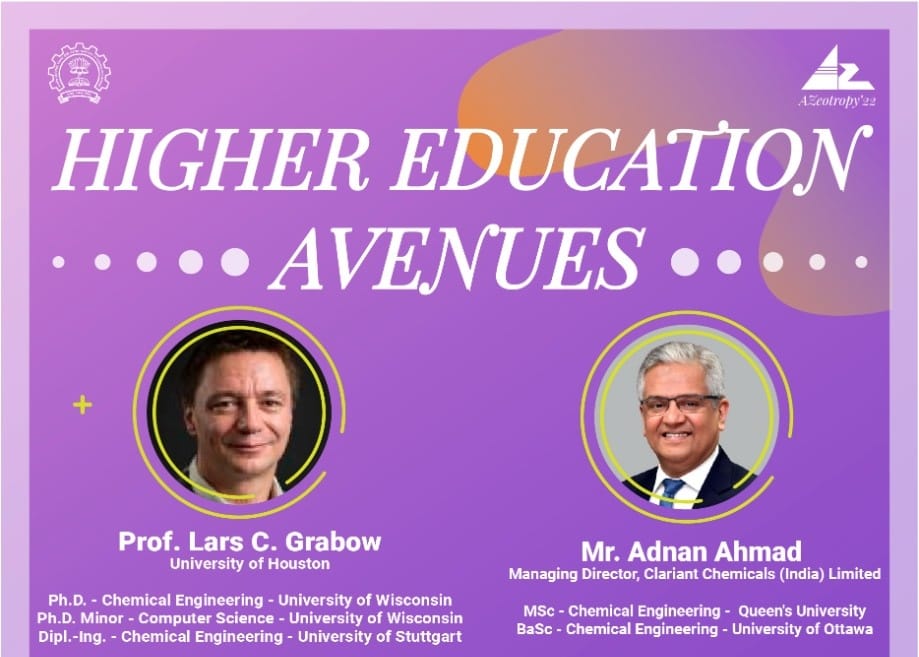 AZeotropy'22
HIGHER EDUCATION
AVENUES
Prof. Lars C. Grabow
University of Houston
Ph.D. - Chemical Engineering - University of Wisconsin
Ph.D. Minor - Computer Science - University of Wisconsin
Dipl.-Ing. - Chemical Engineering - University of Stuttgart
Mr. Adnan Ahmad
Managing Director, Clariant Chemicals (India) Limited
MSc - Chemical Engineering - Queen's University
BaSc - Chemical Engineering - University of Ottawa